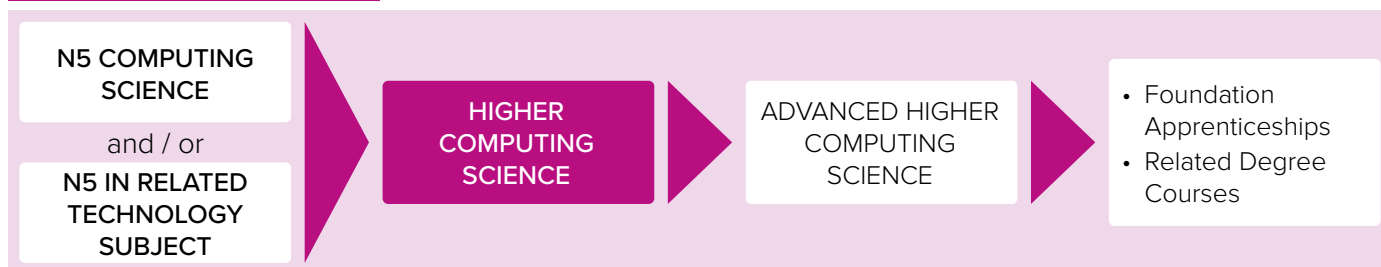 N5 COMPUTING
SCIENCE
and / or
N5 IN RELATED
TECHNOLOGY
SUBJECT
HIGHER
COMPUTING
SCIENCE
ADVANCED HIGHER
COMPUTING
SCIENCE
• Foundation
Apprenticeships
• Related Degree
Courses